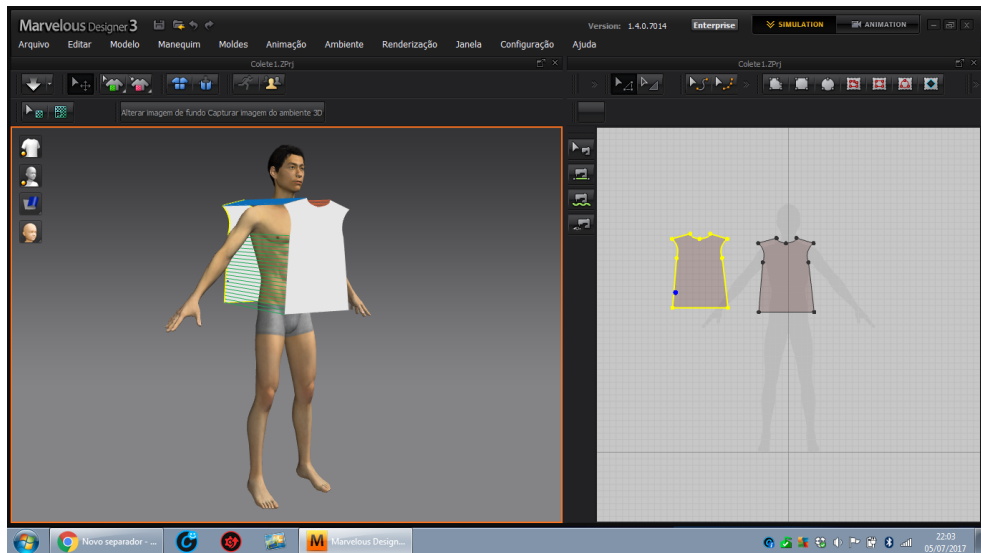 Marvelous Designer 3
Version: 1.4.0.7014 Enterprise SIMULATION ANIMATION
Arquivo Editar Modelo Manequim Moldes Animação Ambiente Renderização Janela Configuração Ajuda
Colete1.ZPrj Colete1.ZPrj
Alterar imagem de fundo Capturar imagem do ambiente 3D
Novo separador - ... Marvelous Design...
22:03
05/07/2017